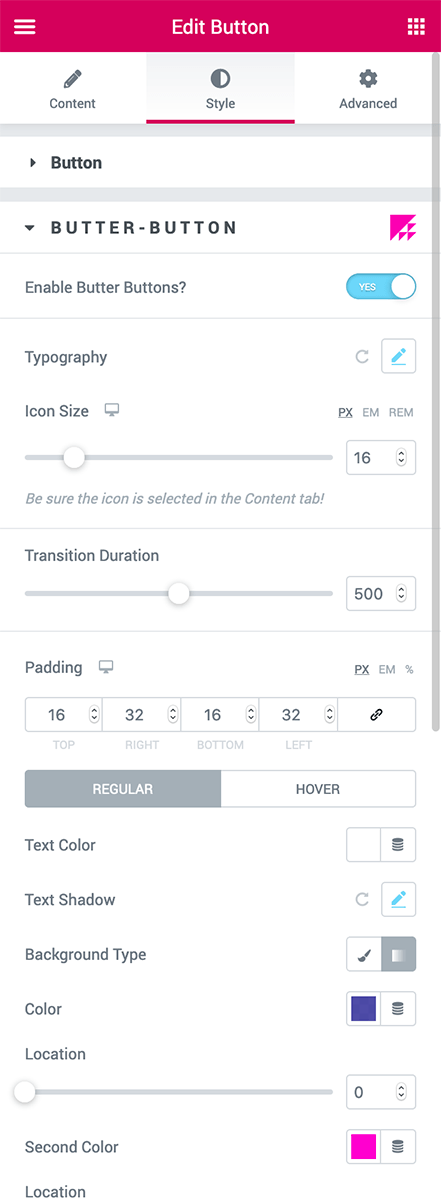 Edit Button
Content Style Advanced
Button
BUTTER-BUTTON
Enable Butter Buttons? YES
Typography
Icon Size PX EM REM
16
Be sure the icon is selected in the Content tab!
Transition Duration
500
Padding PX EM %
16 32 16 32
TOP RIGHT BOTTOM LEFT
REGULAR HOVER
Text Color
Text Shadow
Background Type
Color
Location
0
Second Color
Location